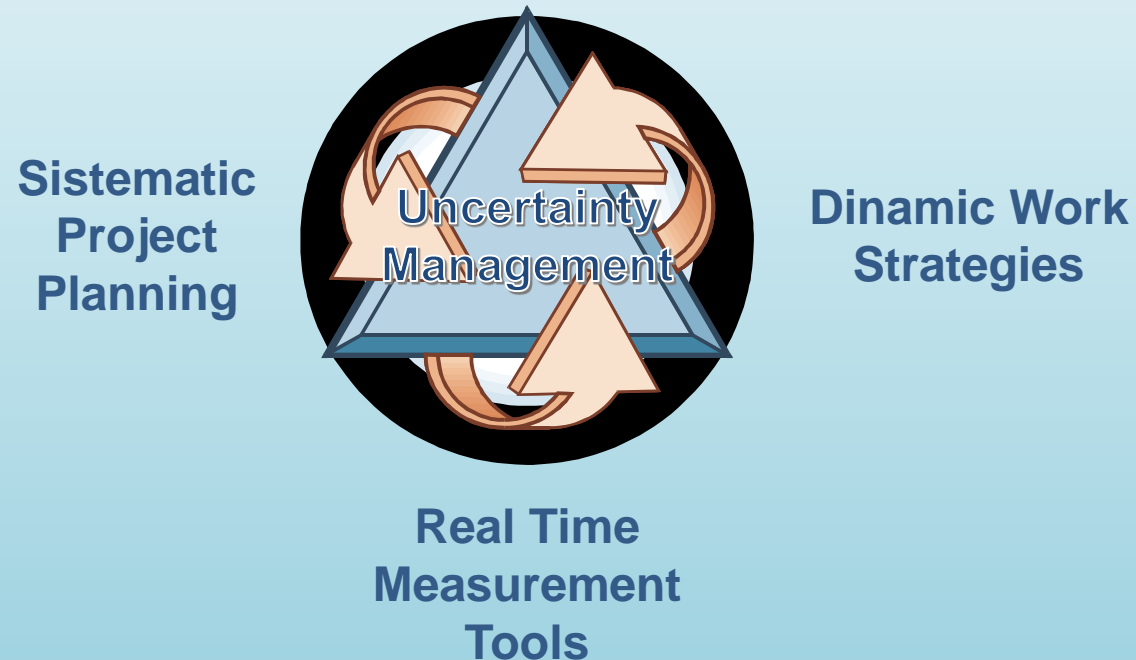 Sistematic
Project
Planning
Uncertainty
Management
Dinamic Work
Strategies
Real Time
Measurement
Tools